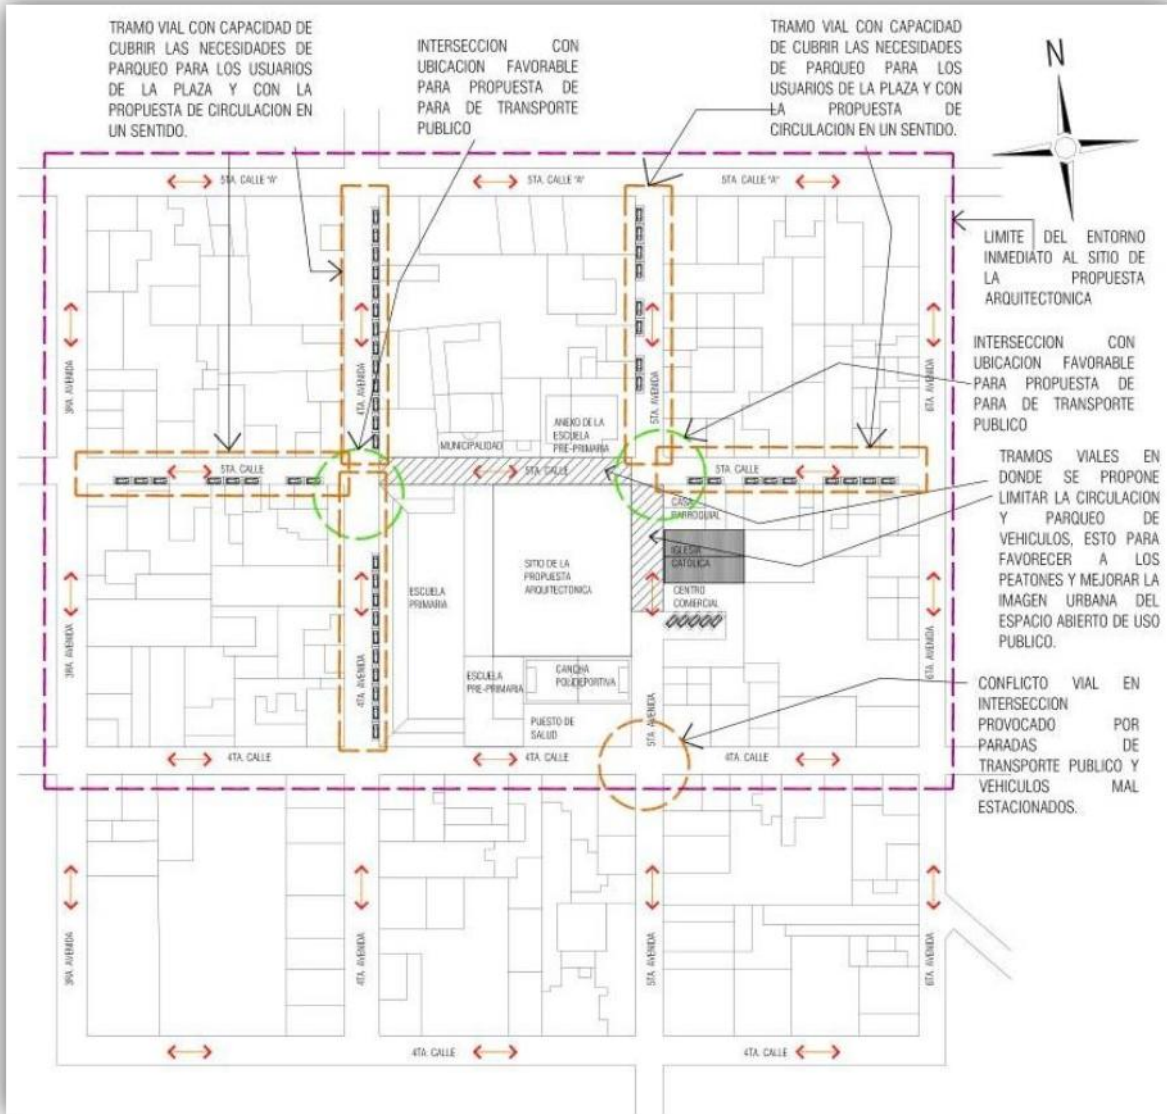 TRAMO VIAL CON CAPACIDAD DE
CUBRIR LAS NECESIDADES DE
PARQUEO PARA LOS USUARIOS
DE LA PLAZA Y CON LA
PROPUESTA DE CIRCULACION EN
UN SENTIDO.
INTERSECCION CON
UBICACION FAVORABLE
PARA PROPUESTA DE
PARA DE TRANSPORTE
PUBLICO
TRAMO VIAL CON CAPACIDAD
DE CUBRIR LAS NECESIDADES
DE PARQUEO PARA LOS
USUARIOS DE LA PLAZA Y CON
LA PROPUESTA DE
CIRCULACION EN UN SENTIDO.
N
LIMITE DEL ENTORNO
INMEDIATO AL SITIO DE
LA PROPUESTA
ARQUITECTONICA
INTERSECCION CON
UBICACION FAVORABLE
PARA PROPUESTA DE
PARA DE TRANSPORTE
PUBLICO
TRAMOS VIALES EN
DONDE SE PROPONE
LIMITAR LA CIRCULACION
Y PARQUEO DE
VEHICULOS, ESTO PARA
FAVORECER A LOS
PEATONES Y MEJORAR LA
IMAGEN URBANA DEL
ESPACIO ABIERTO DE USO
PUBLICO.
CONFLICTO VIAL EN
INTERSECCION
PROVOCADO POR
PARADAS DE
TRANSPORTE PUBLICO Y
VEHICULOS MAL
ESTACIONADOS.
5TA. CALLE "A"
5TA. CALLE "A"
5TA. CALLE "A"
3RA. AVENIDA
4TA. AVENIDA
5TA. AVENIDA
6TA. AVENIDA
MUNICIPALIDAD
ANEXO DE LA
ESCUELA
PRE-PRIMARIA
5TA. CALLE
5TA. CALLE
5TA. CALLE
CASA
PARROQUIAL
IGLESIA
CATOLICA
CENTRO
COMERCIAL
SITIO DE LA
PROPUESTA
ARQUITECTONICA
ESCUELA
PRIMARIA
ESCUELA
PRE-PRIMARIA
CANCHA
POLIDEPORTIVA
PUESTO DE
SALUD
3RA. AVENIDA
4TA. AVENIDA
5TA. AVENIDA
6TA. AVENIDA
4TA. CALLE
4TA. CALLE
4TA. CALLE
3RA. AVENIDA
4TA. AVENIDA
5TA. AVENIDA
6TA. AVENIDA
4TA. CALLE
4TA. CALLE